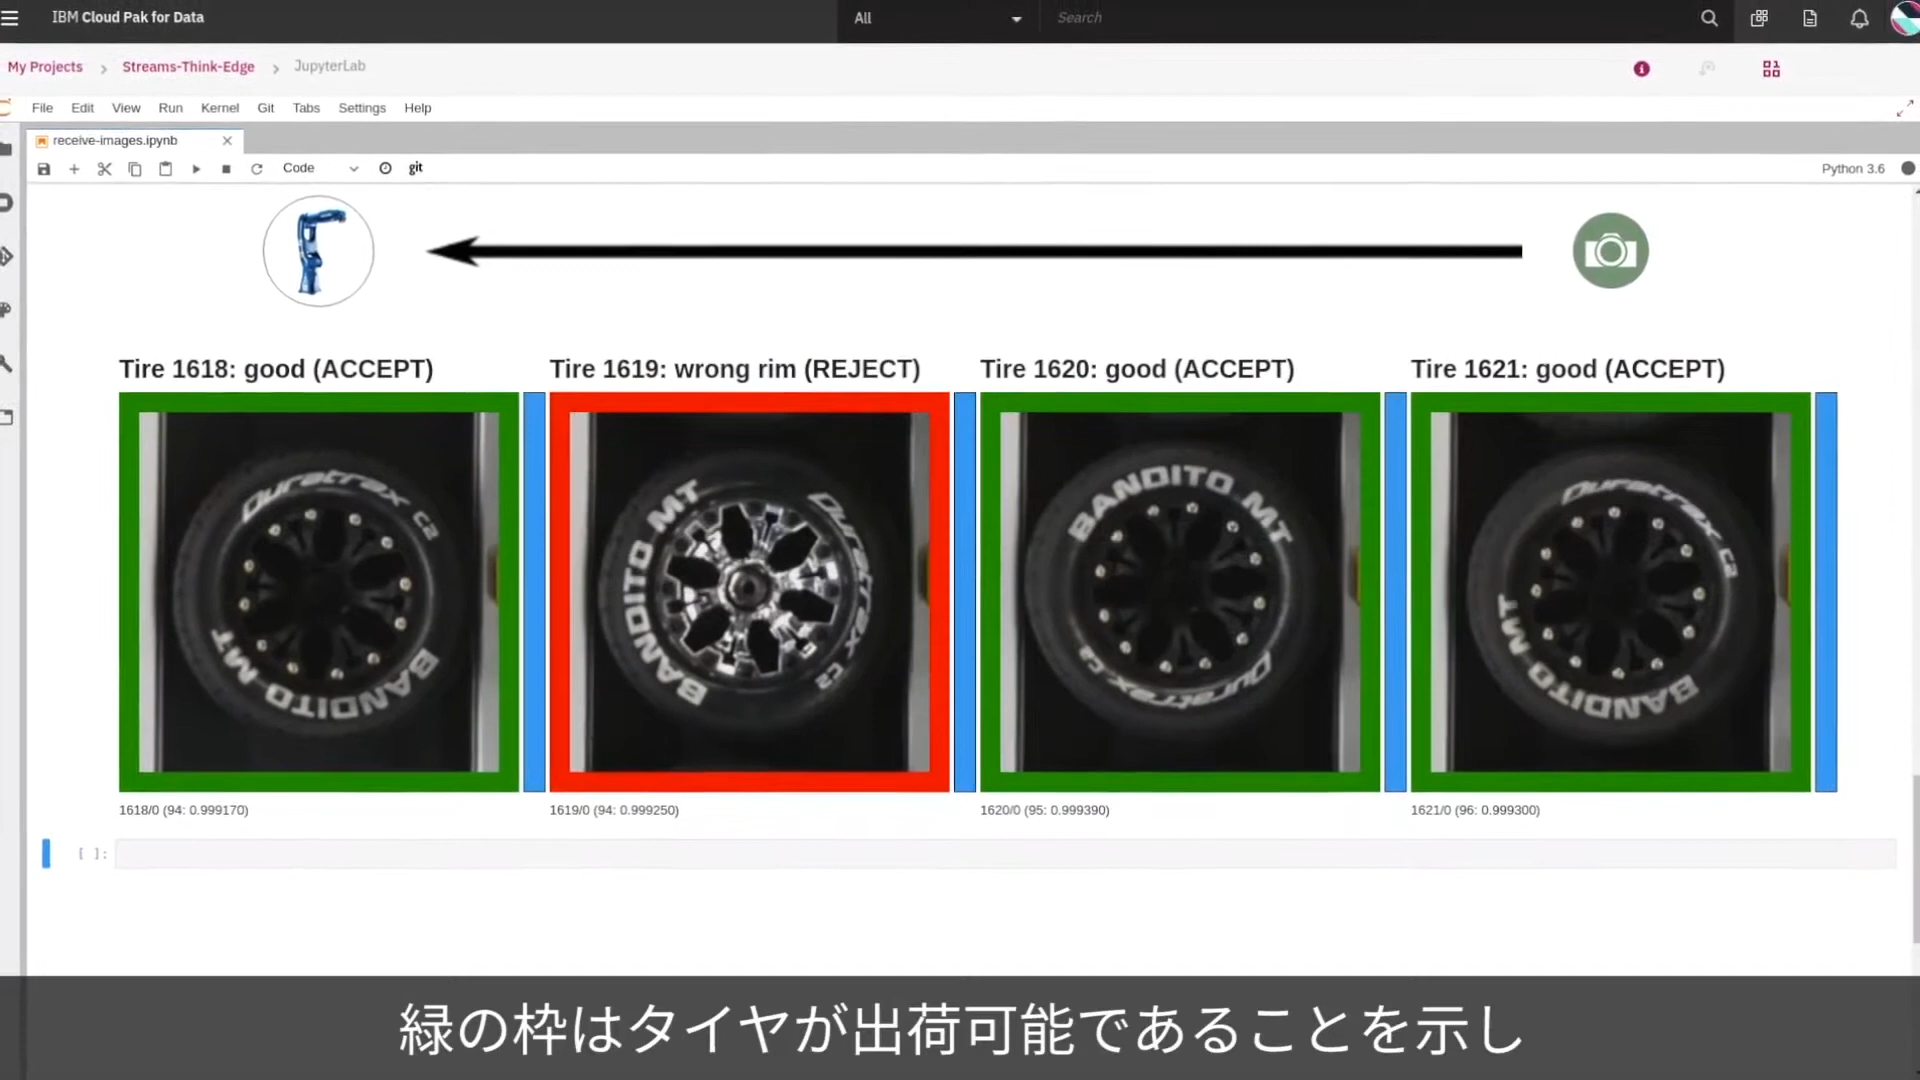 IBM Cloud Pak for Data
All
Search
My Projects > Streams-Think-Edge > JupyterLab
File Edit View Run Kernel Git Tabs Settings Help
receive-images.ipynb
Code
git
Python 3.6
Tire 1618: good (ACCEPT)
Tire 1619: wrong rim (REJECT)
Tire 1620: good (ACCEPT)
Tire 1621: good (ACCEPT)
Duratrax C2
BANDITO MT
BANDITO MT
Duratrax C2
BANDITO MT
Duratrax C2
Duratrax C2
BANDITO MT
1618/0 (94: 0.999170)
1619/0 (94: 0.999250)
1620/0 (95: 0.999390)
1621/0 (96: 0.999300)
[ ]:
緑の枠はタイヤが出荷可能であることを示し